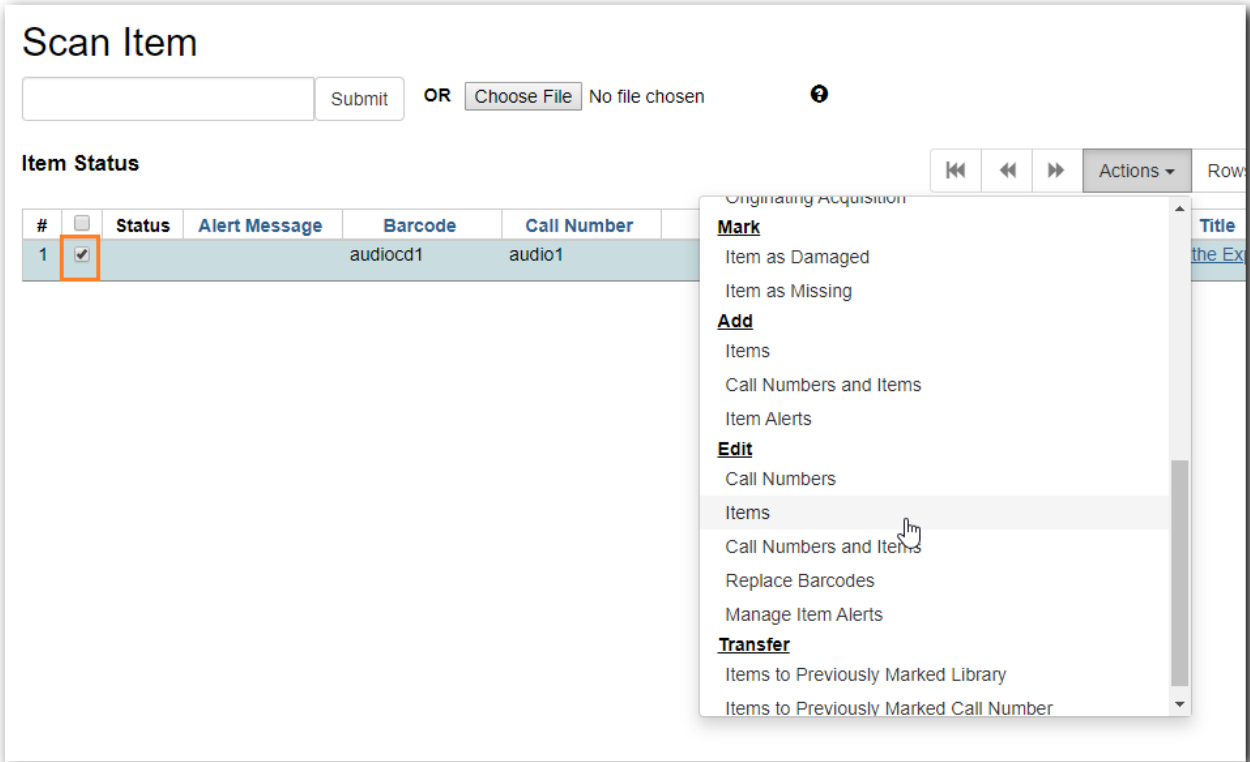 Scan Item
Submit OR Choose File No file chosen
Item Status
Actions Rows
# Status Alert Message Barcode Call Number Title
1 audiocd1 audio1 the Exp
Originating Acquisition
Mark
Item as Damaged
Item as Missing
Add
Items
Call Numbers and Items
Item Alerts
Edit
Call Numbers
Items
Call Numbers and Items
Replace Barcodes
Manage Item Alerts
Transfer
Items to Previously Marked Library
Items to Previously Marked Call Number